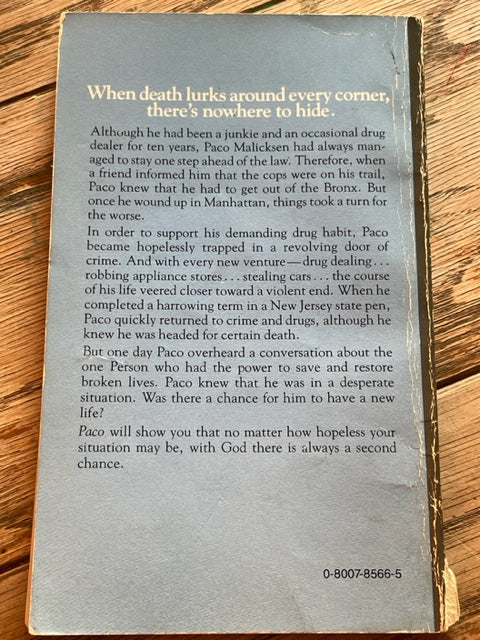 When death lurks around every corner,
there's nowhere to hide.
Although he had been a junkie and an occasional drug
dealer for ten years, Paco Malicksen had always man-
aged to stay one step ahead of the law. Therefore, when
a friend informed him that the cops were on his trail,
Paco knew that he had to get out of the Bronx. But
once he wound up in Manhattan, things took a turn for
the worse.
In order to support his demanding drug habit, Paco
became hopelessly trapped in a revolving door of
crime. And with every new venture—drug dealing...
robbing appliance stores...stealing cars...the course
of his life veered closer toward a violent end. When he
completed a harrowing term in a New Jersey state pen,
Paco quickly returned to crime and drugs, although he
knew he was headed for certain death.
But one day Paco overheard a conversation about the
one Person who had the power to save and restore
broken lives. Paco knew that he was in a desperate
situation. Was there a chance for him to have a new
life?
Paco will show you that no matter how hopeless your
situation may be, with God there is always a second
chance.
0-8007-8566-5